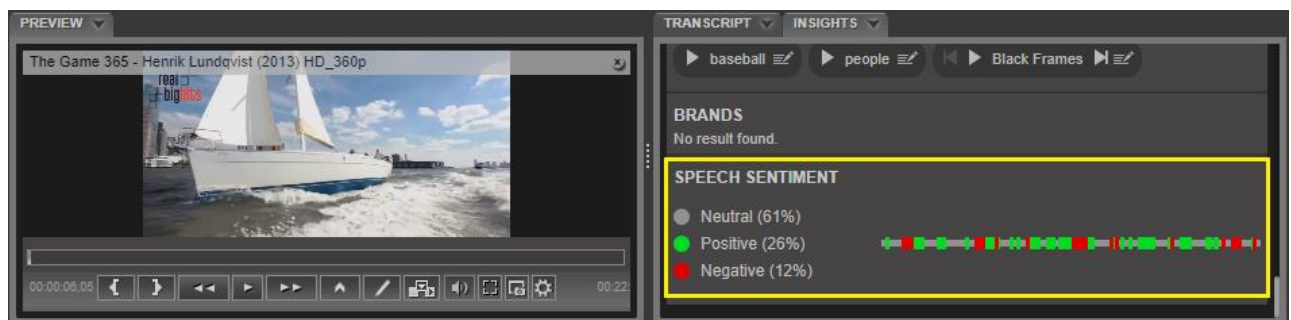 PREVIEW
The Game 365 - Henrik Lundqvist (2013) HD_360p
real
bigbits
00:00:06;05
00:22:
TRANSCRIPT
INSIGHTS
baseball
people
Black Frames
BRANDS
No result found.
SPEECH SENTIMENT
Neutral (61%)
Positive (26%)
Negative (12%)